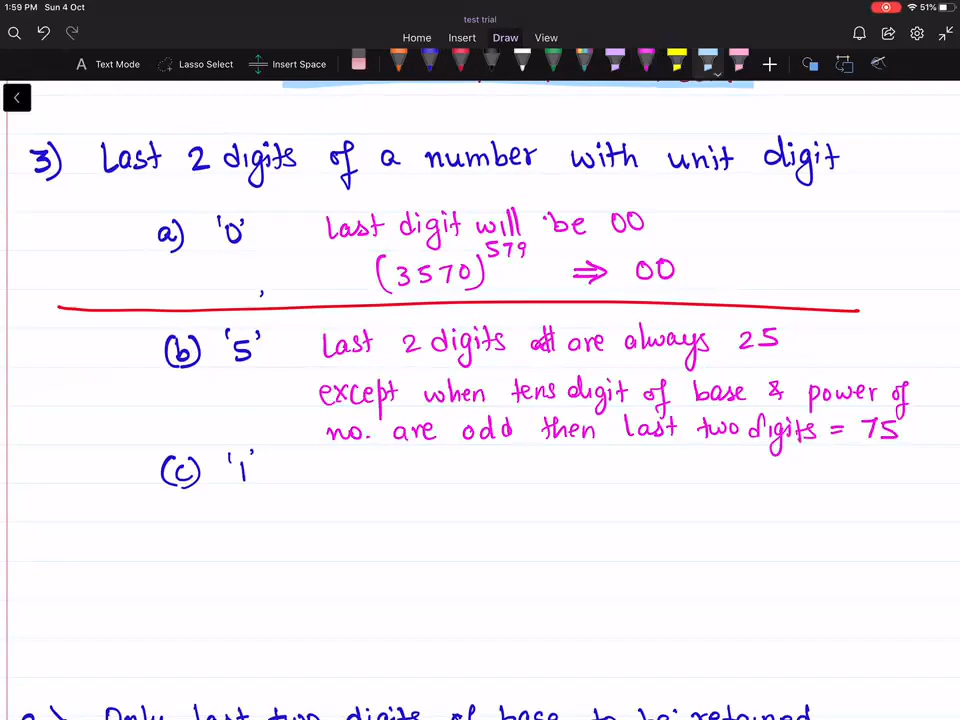 1:59 PM Sun 4 Oct
51%
test trial
Home Insert Draw View
Text Mode Lasso Select Insert Space
3) Last 2 digits of a number with unit digit
a) '0' Last digit will be 00
(3570)^579 ⇒ 00
(b) '5' Last 2 digits are always 25
except when tens digit of base & power of
no. are odd then last two digits = 75
(c) '1'
Only last two digits of base to be retained